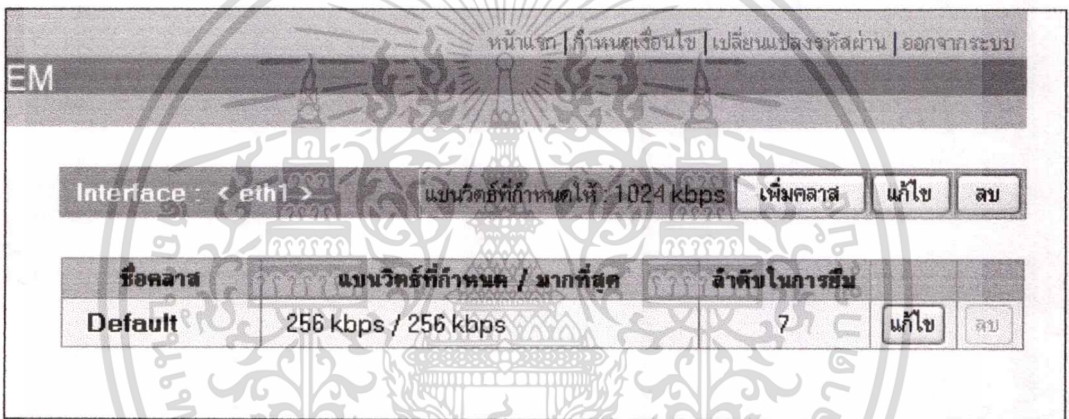 หน้าแรก | กำหนดเงื่อนไข | เปลี่ยนแปลงรหัสผ่าน | ออกจากระบบ
EM
Interface : < eth1 > แบนวิดธ์ที่กำหนดให้ : 1024 kbps เพิ่มคลาส แก้ไข ลบ
ชื่อคลาส แบนวิดธ์ที่กำหนด / มากที่สุด ลำดับในการยืม
Default 256 kbps / 256 kbps 7 แก้ไข ลบ